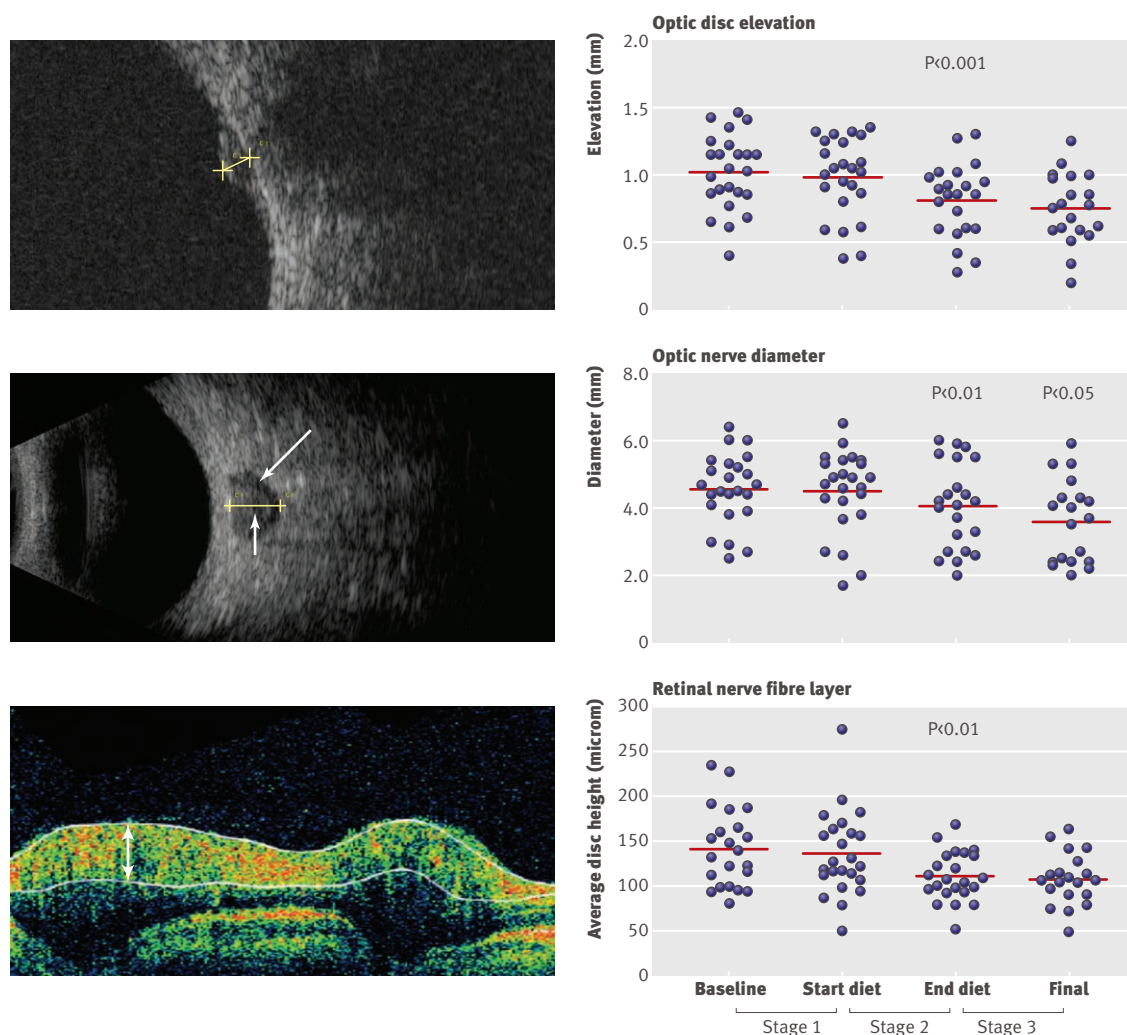 Optic disc elevation
Elevation (mm)
2.0
1.5
1.0
0.5
0
P<0.001
Optic nerve diameter
Diameter (mm)
8.0
6.0
4.0
2.0
0
P<0.01
P<0.05
Retinal nerve fibre layer
Average disc height (microm)
300
250
200
150
100
50
0
P<0.01
Baseline
Start diet
End diet
Final
Stage 1
Stage 2
Stage 3